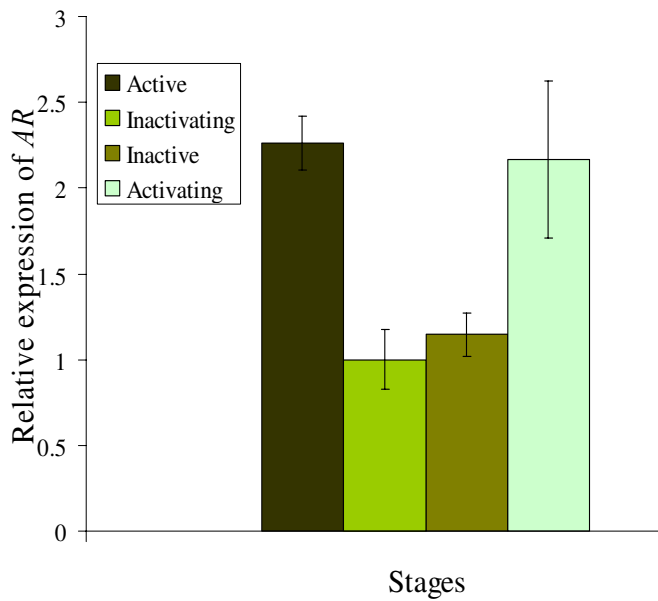 3
2.5
2
1.5
1
0.5
0
Relative expression of AR
Active
Inactivating
Inactive
Activating
Stages